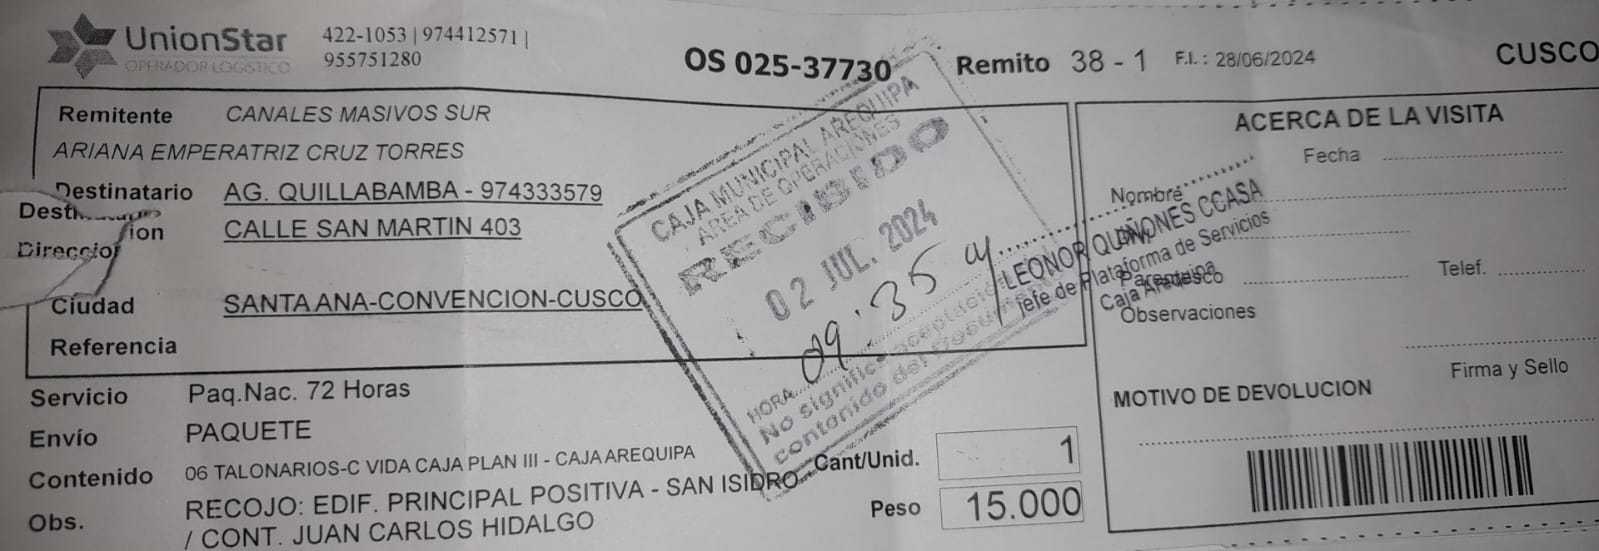 UnionStar
OPERADOR LOGÍSTICO
422-1053 | 974412571 |
955751280
OS 025-37730
Remito 38 - 1
F.I. : 28/06/2024
CUSCO
Remitente CANALES MASIVOS SUR
ARIANA EMPERATRIZ CRUZ TORRES
Destinatario AG. QUILLABAMBA - 974333579
CALLE SAN MARTIN 403
Direccion
Ciudad SANTA ANA-CONVENCION-CUSCO
Referencia
Servicio Paq.Nac. 72 Horas
Envío PAQUETE
Contenido 06 TALONARIOS-C VIDA CAJA PLAN III - CAJA AREQUIPA
Obs. RECOJO: EDIF. PRINCIPAL POSITIVA - SAN ISIDRO
/ CONT. JUAN CARLOS HIDALGO
Cant/Unid. 1
Peso 15.000
CAJA MUNICIPAL AREQUIPA
AREA DE OPERACIONES
RECIBIDO
02 JUL. 2024
HORA 09:35
No significa aceptación del
contenido del Documento
LEONOR QUIÑONES CCASA
Jefe de Plataforma de Servicios
Caja Arequipa
ACERCA DE LA VISITA
Fecha
Nombre
Parentesco
Telef.
Observaciones
Firma y Sello
MOTIVO DE DEVOLUCION